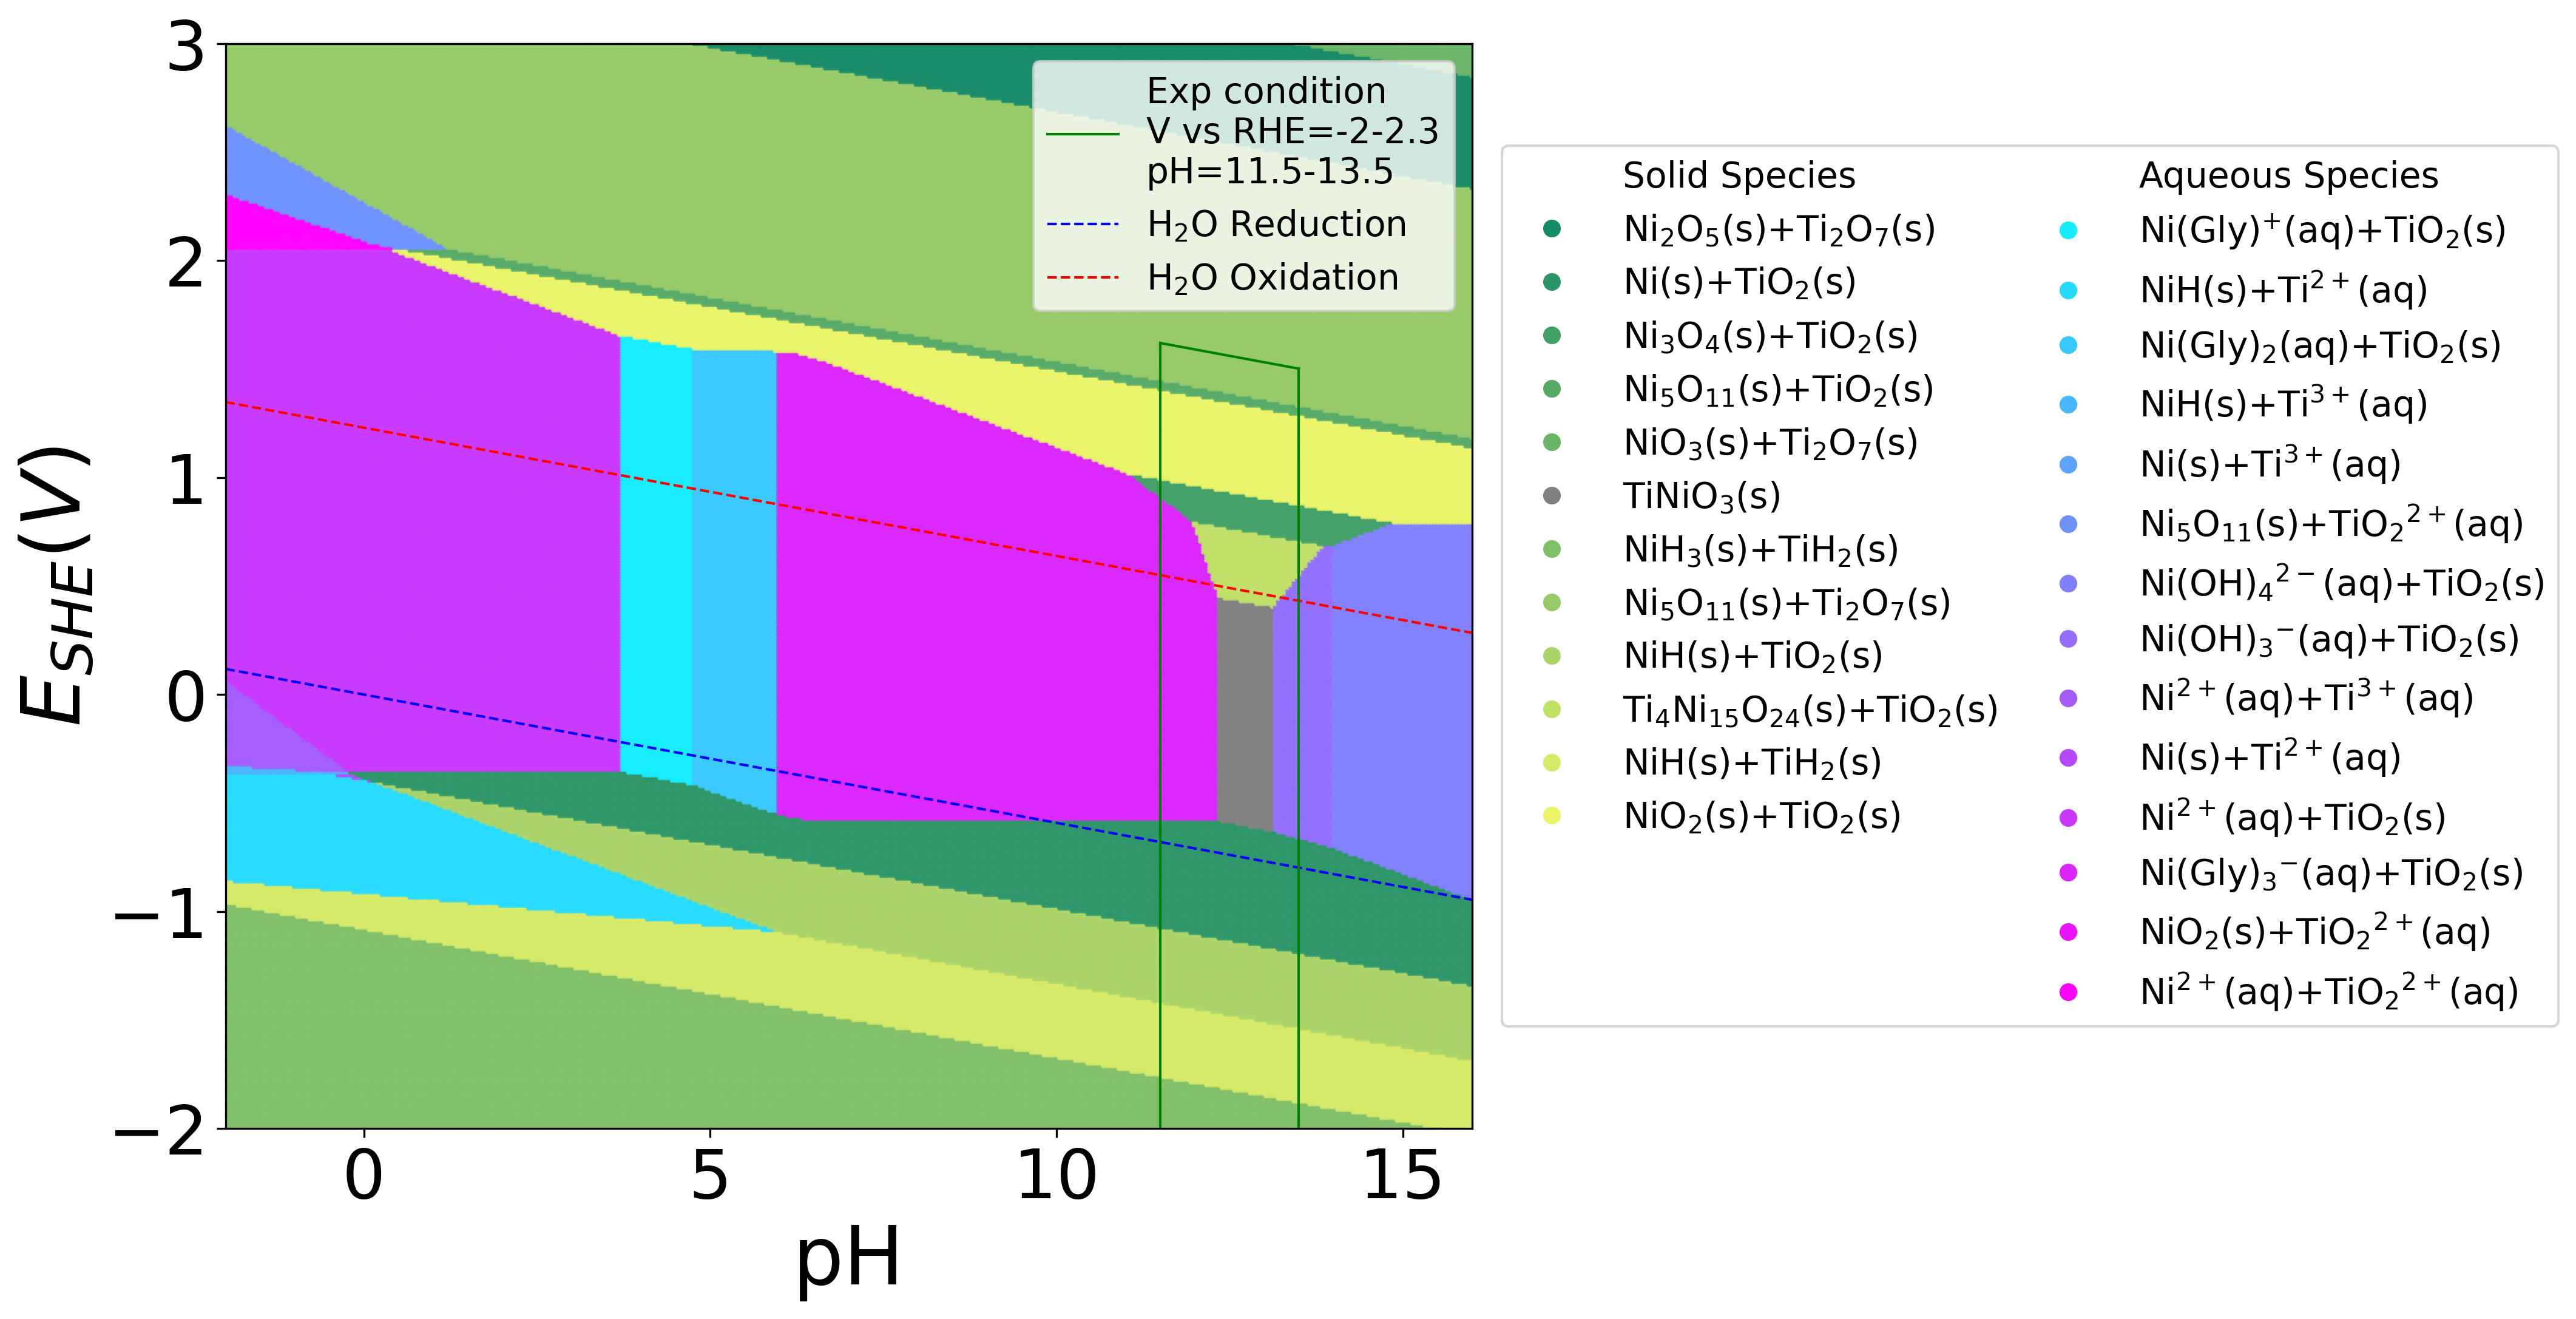 3
2
1
0
−1
−2
E_SHE(V)
0
5
10
15
pH
Exp condition
V vs RHE=-2-2.3
pH=11.5-13.5
H₂O Reduction
H₂O Oxidation
Solid Species
Ni₂O₅(s)+Ti₂O₇(s)
Ni(s)+TiO₂(s)
Ni₃O₄(s)+TiO₂(s)
Ni₅O₁₁(s)+TiO₂(s)
NiO₃(s)+Ti₂O₇(s)
TiNiO₃(s)
NiH₃(s)+TiH₂(s)
Ni₅O₁₁(s)+Ti₂O₇(s)
NiH(s)+TiO₂(s)
Ti₄Ni₁₅O₂₄(s)+TiO₂(s)
NiH(s)+TiH₂(s)
NiO₂(s)+TiO₂(s)
Aqueous Species
Ni(Gly)⁺(aq)+TiO₂(s)
NiH(s)+Ti²⁺(aq)
Ni(Gly)₂(aq)+TiO₂(s)
NiH(s)+Ti³⁺(aq)
Ni(s)+Ti³⁺(aq)
Ni₅O₁₁(s)+TiO₂²⁺(aq)
Ni(OH)₄²⁻(aq)+TiO₂(s)
Ni(OH)₃⁻(aq)+TiO₂(s)
Ni²⁺(aq)+Ti³⁺(aq)
Ni(s)+Ti²⁺(aq)
Ni²⁺(aq)+TiO₂(s)
Ni(Gly)₃⁻(aq)+TiO₂(s)
NiO₂(s)+TiO₂²⁺(aq)
Ni²⁺(aq)+TiO₂²⁺(aq)